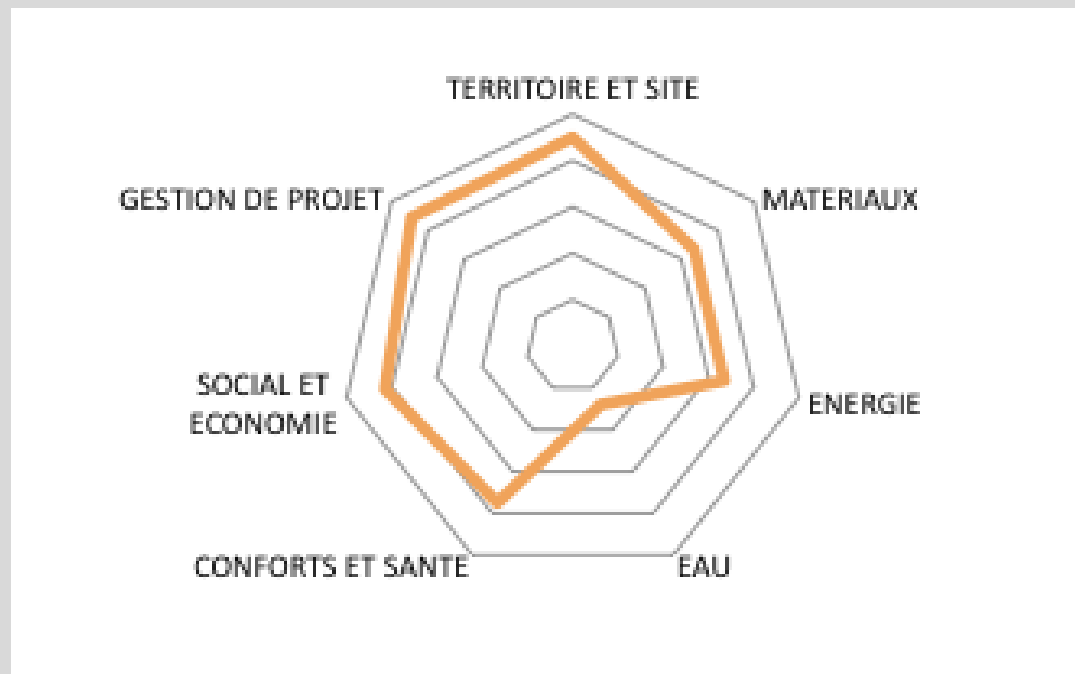 TERRITOIRE ET SITE
GESTION DE PROJET
MATERIAUX
SOCIAL ET
ECONOMIE
ENERGIE
CONFORTS ET SANTE
EAU